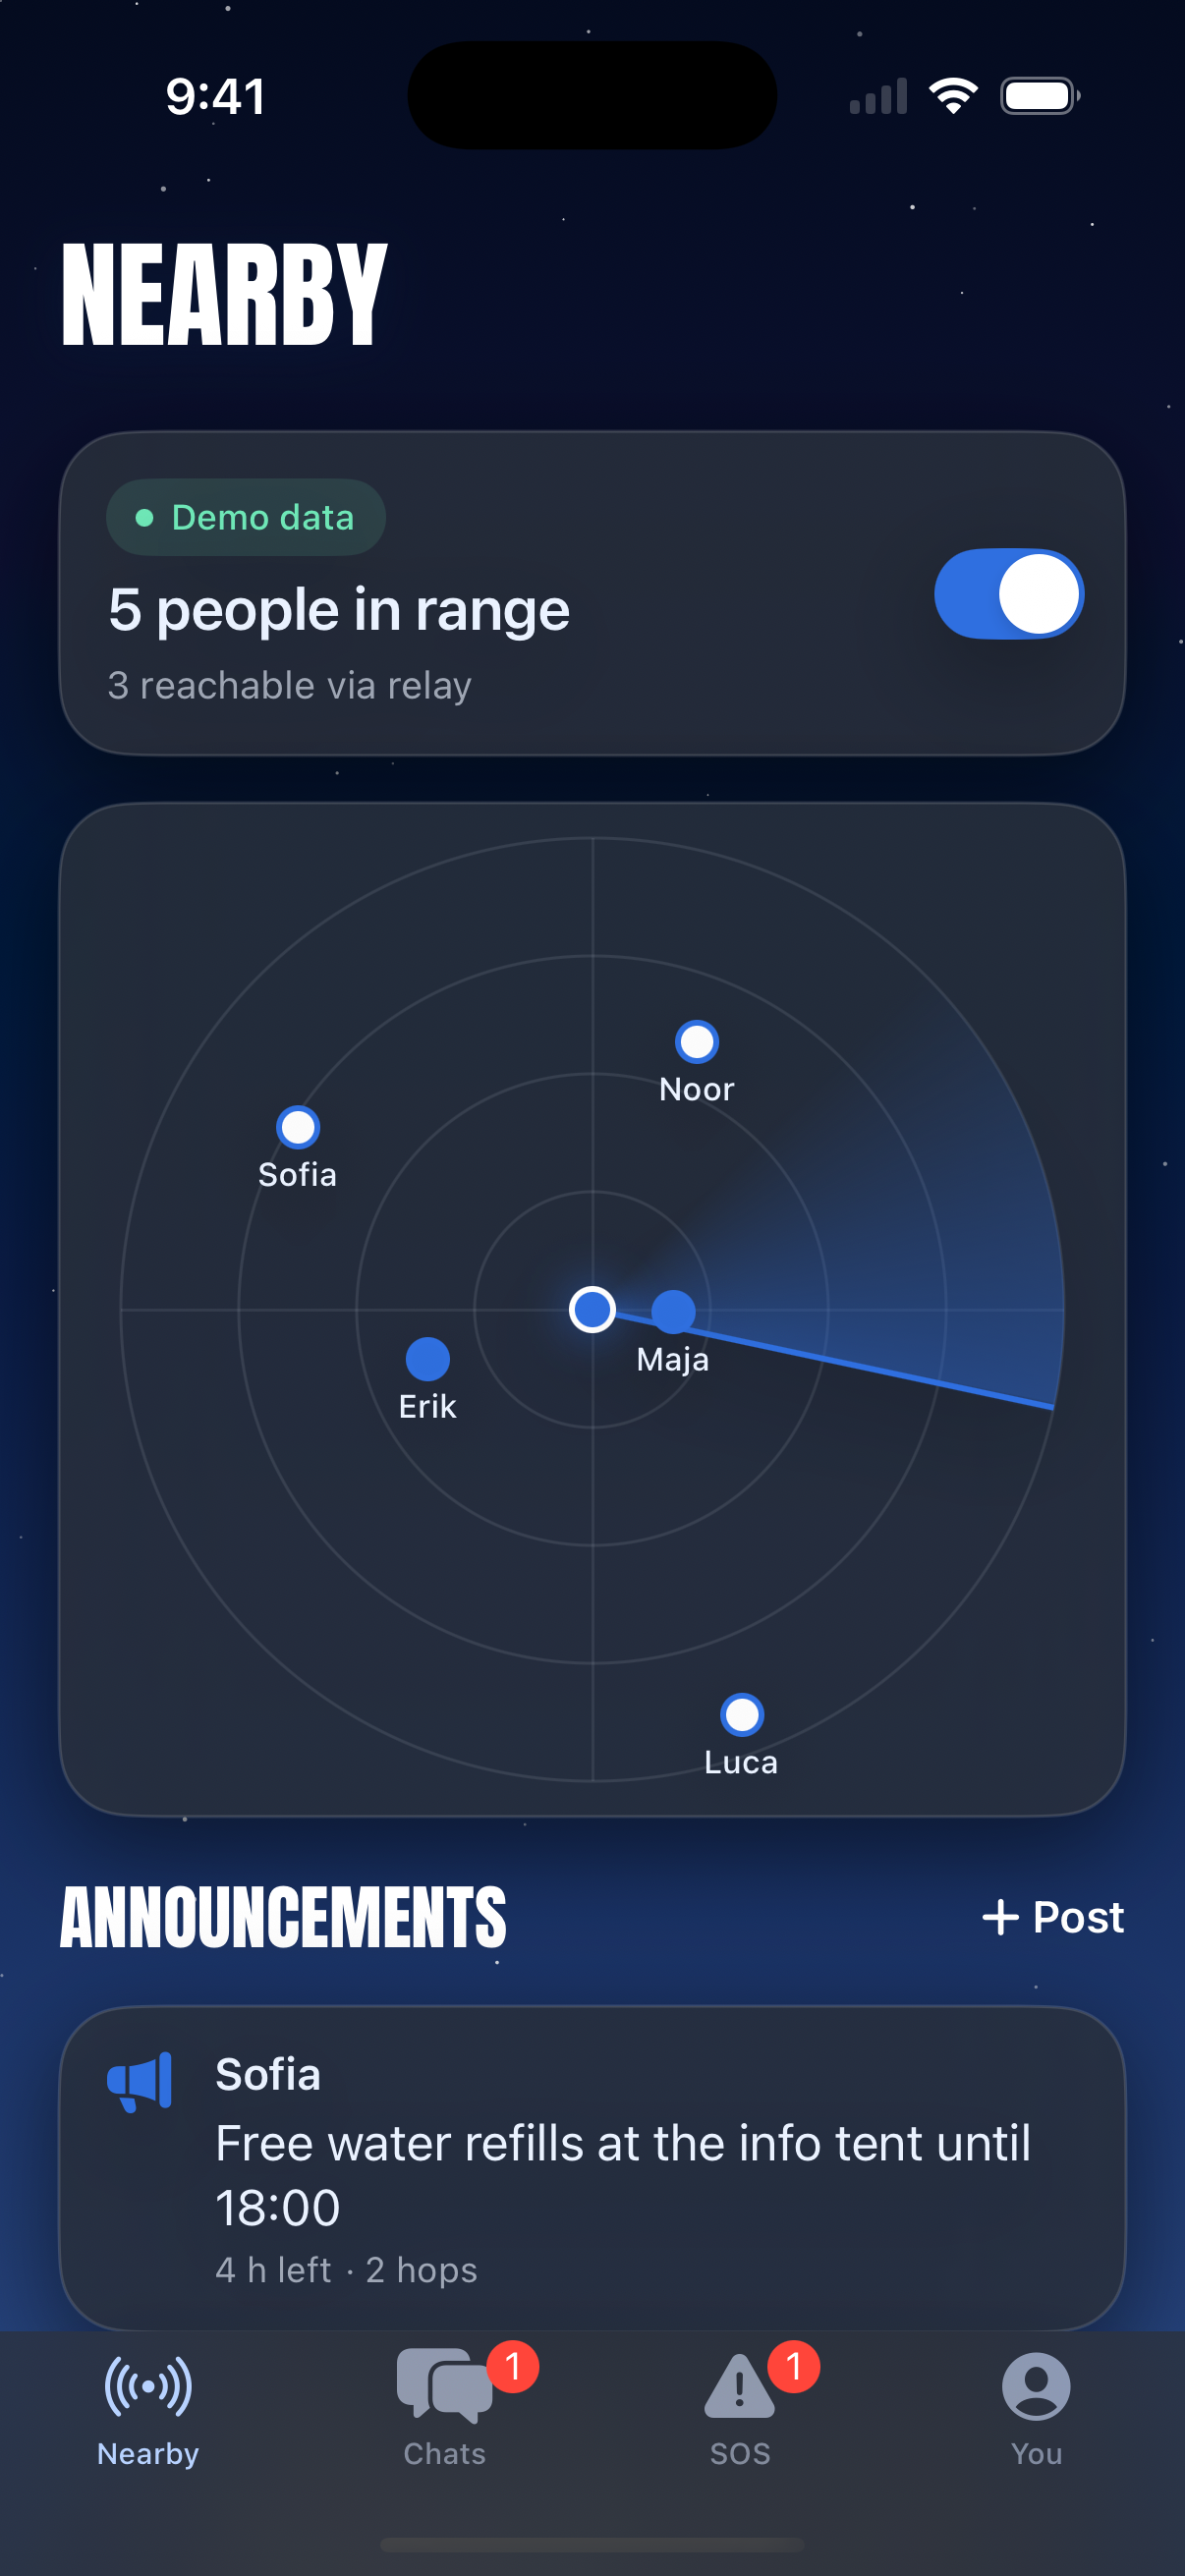 9:41
NEARBY
Demo data
5 people in range
3 reachable via relay
Noor
Sofia
Maja
Erik
Luca
ANNOUNCEMENTS
+ Post
Sofia
Free water refills at the info tent until
18:00
4 h left · 2 hops
1
1
Nearby
Chats
SOS
You